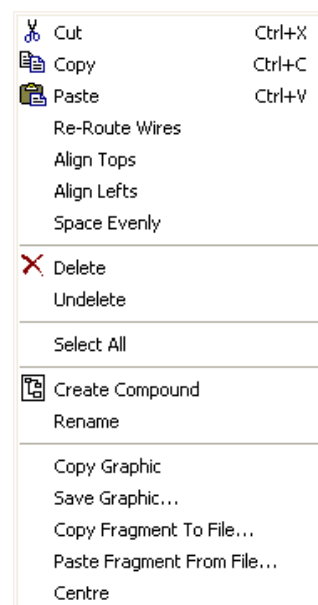 Cut Ctrl+X
Copy Ctrl+C
Paste Ctrl+V
Re-Route Wires
Align Tops
Align Lefts
Space Evenly
Delete
Undelete
Select All
Create Compound
Rename
Copy Graphic
Save Graphic...
Copy Fragment To File...
Paste Fragment From File...
Centre